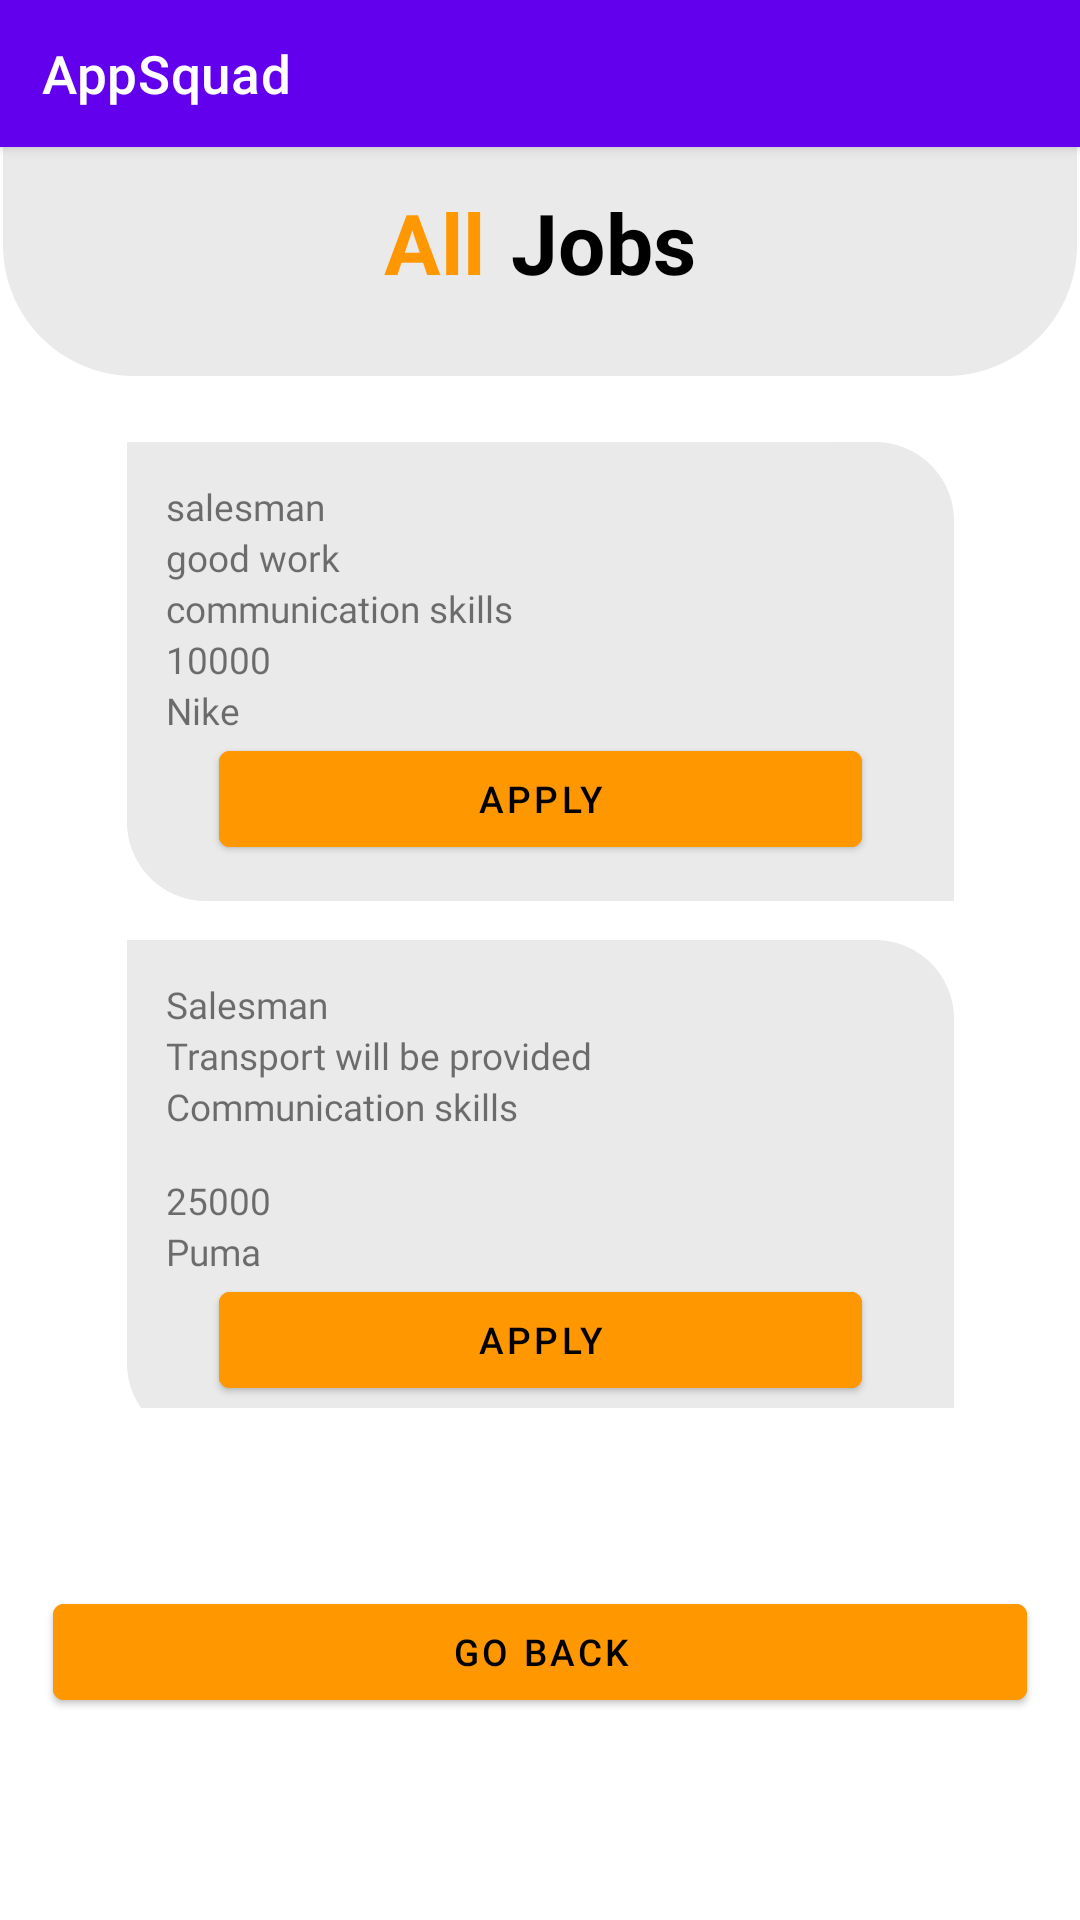 AppSquad
All Jobs
salesman
good work
communication skills
10000
Nike
APPLY
Salesman
Transport will be provided
Communication skills
25000
Puma
APPLY
GO BACK